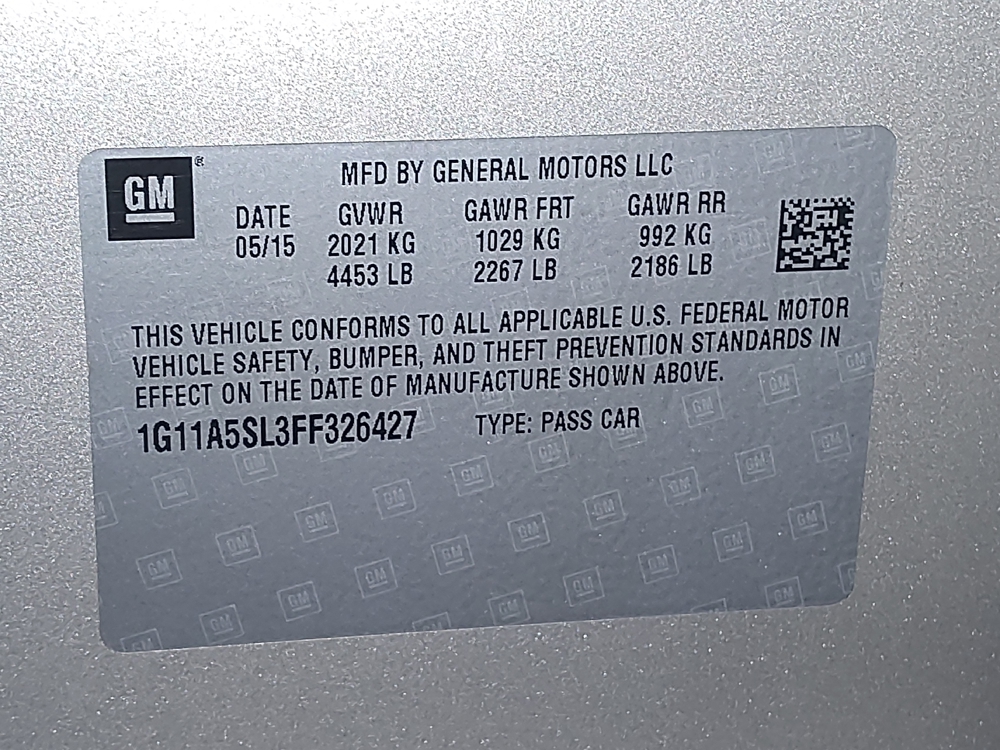 GM ®
MFD BY GENERAL MOTORS LLC
DATE GVWR GAWR FRT GAWR RR
05/15 2021 KG 1029 KG 992 KG
4453 LB 2267 LB 2186 LB
THIS VEHICLE CONFORMS TO ALL APPLICABLE U.S. FEDERAL MOTOR
VEHICLE SAFETY, BUMPER, AND THEFT PREVENTION STANDARDS IN
EFFECT ON THE DATE OF MANUFACTURE SHOWN ABOVE.
1G11A5SL3FF326427 TYPE: PASS CAR